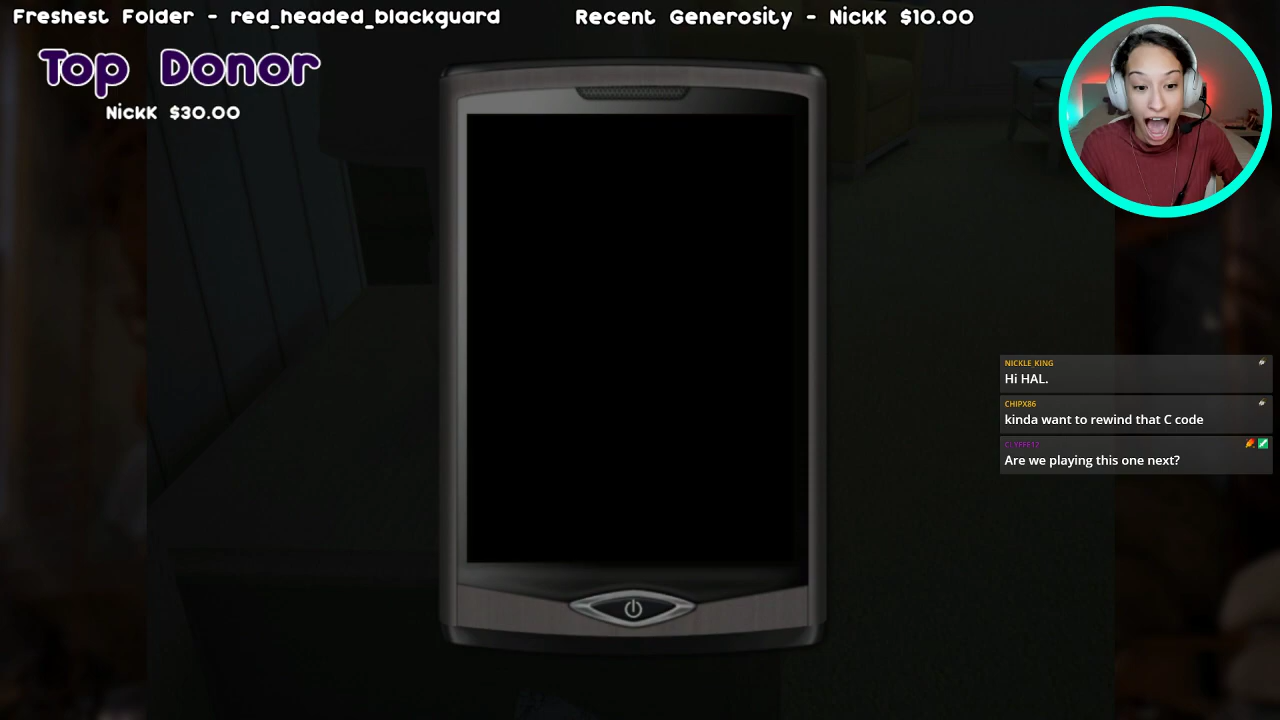 Freshest Folder - red_headed_blackguard
Recent Generosity - NickK $10.00
Top Donor
NickK $30.00
NICKLE KING
Hi HAL.
CHIPX86
kinda want to rewind that C code
CLYFFE12
Are we playing this one next?